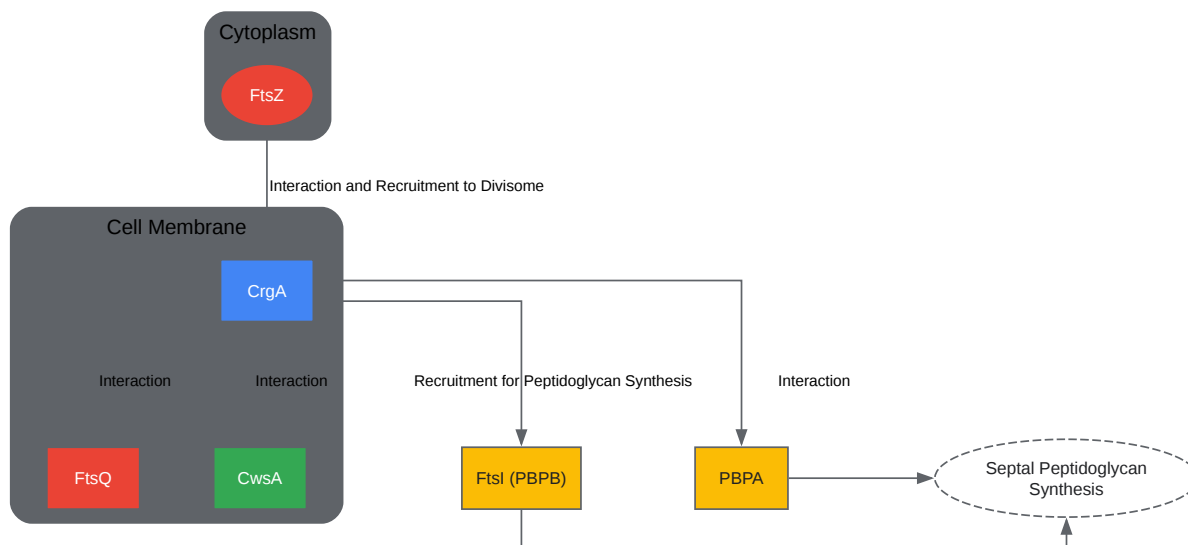 Cytoplasm
FtsZ
Interaction and Recruitment to Divisome
Cell Membrane
CrgA
Interaction
Interaction
Recruitment for Peptidoglycan Synthesis
Interaction
FtsQ
CwsA
FtsI (PBPB)
PBPA
Septal Peptidoglycan
Synthesis